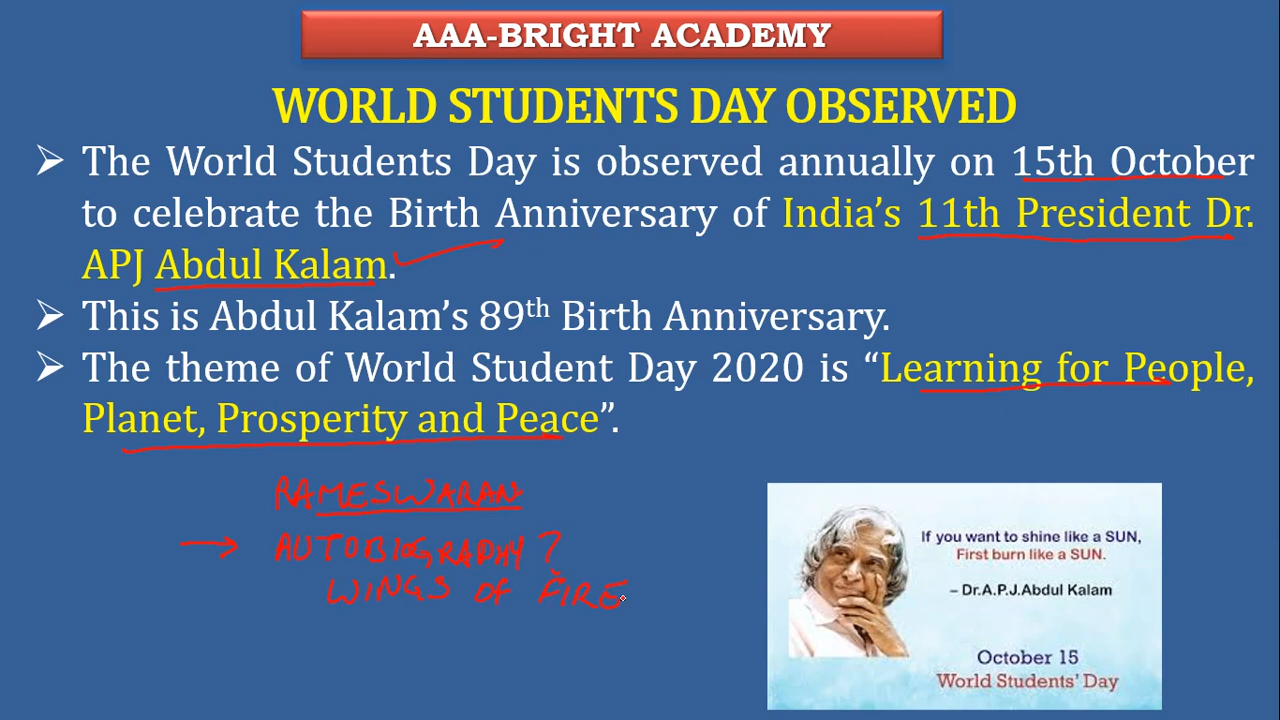 AAA-BRIGHT ACADEMY
WORLD STUDENTS DAY OBSERVED
➢ The World Students Day is observed annually on 15th October
to celebrate the Birth Anniversary of India's 11th President Dr.
APJ Abdul Kalam.
➢ This is Abdul Kalam's 89th Birth Anniversary.
➢ The theme of World Student Day 2020 is “Learning for People,
Planet, Prosperity and Peace”.
RAMESWARAN
→ AUTOBIOGRAPHY?
WINGS OF FIRE
If you want to shine like a SUN,
First burn like a SUN.
– Dr.A.P.J.Abdul Kalam
October 15
World Students' Day